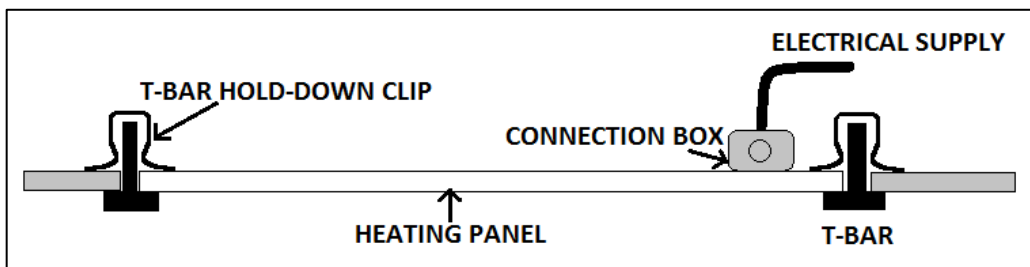 ELECTRICAL SUPPLY
T-BAR HOLD-DOWN CLIP
CONNECTION BOX
HEATING PANEL
T-BAR